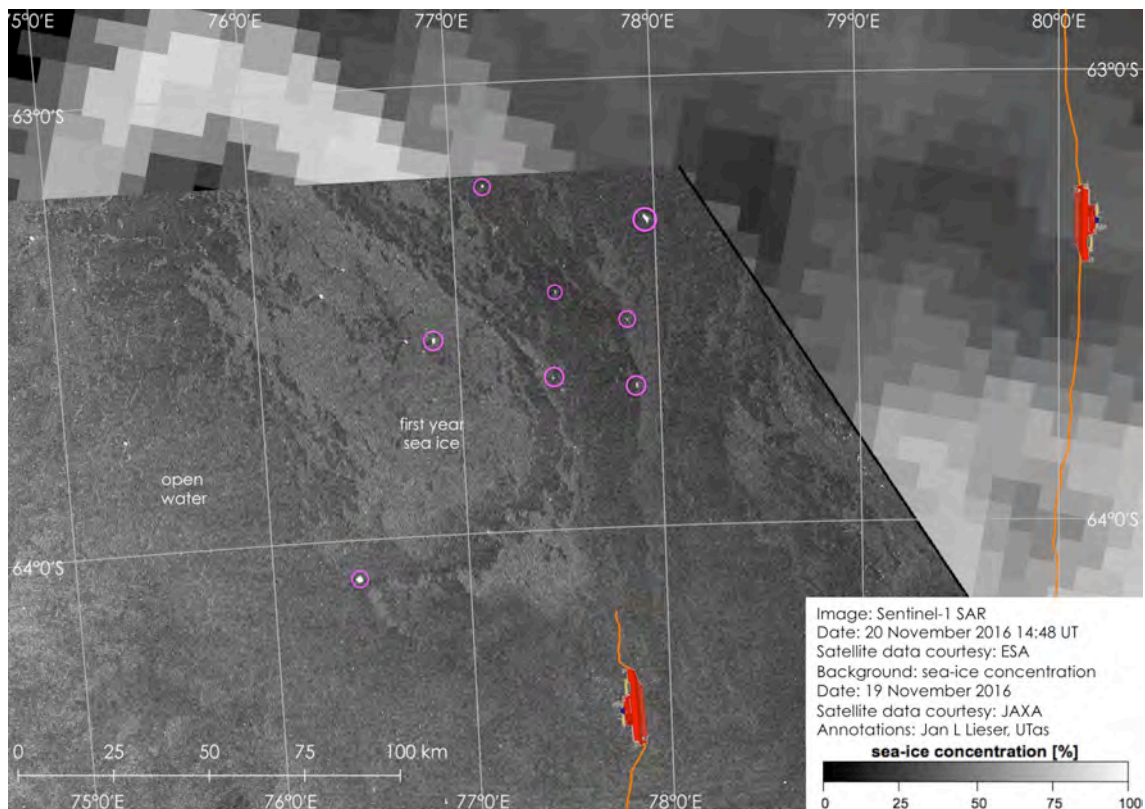 75°0'E
76°0'E
77°0'E
78°0'E
79°0'E
80°0'E
63°0'S
63°0'S
first year
sea ice
open
water
64°0'S
64°0'S
Image: Sentinel-1 SAR
Date: 20 November 2016 14:48 UT
Satellite data courtesy: ESA
Background: sea-ice concentration
Date: 19 November 2016
Satellite data courtesy: JAXA
Annotations: Jan L Lieser, UTas
sea-ice concentration [%]
0 25 50 75 100
0 25 50 75 100 km
75°0'E
76°0'E
77°0'E
78°0'E